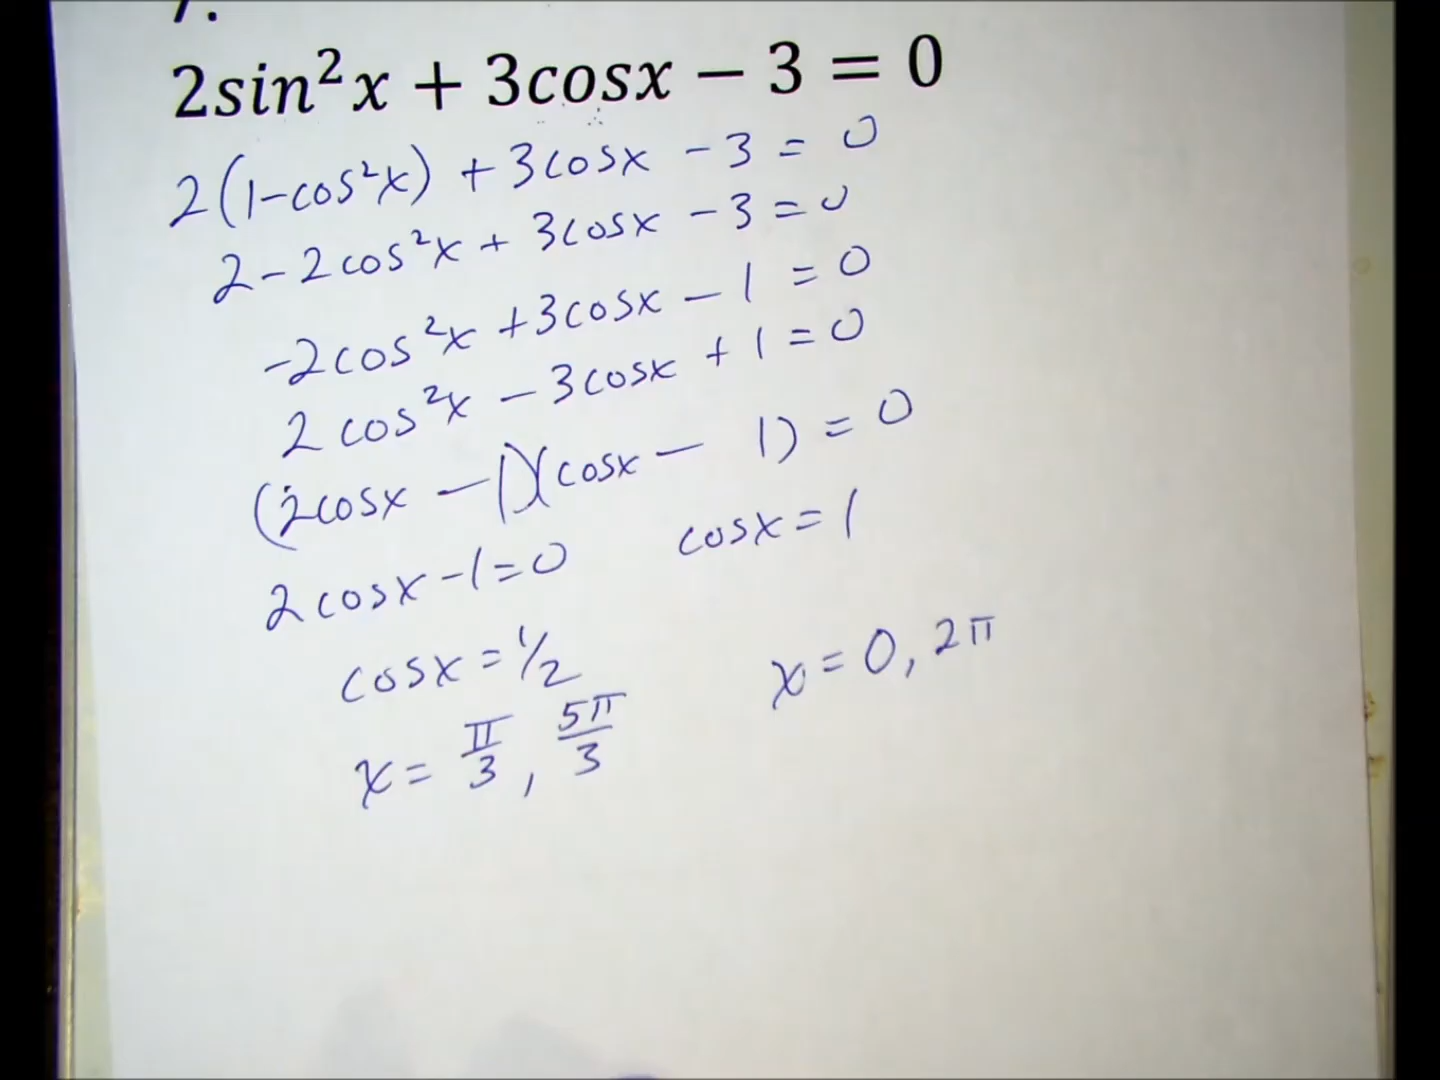 7.
2sin²x + 3cosx − 3 = 0
2(1-cos²x) + 3cosx - 3 = 0
2 - 2cos²x + 3cosx - 3 = 0
-2cos²x + 3cosx - 1 = 0
2cos²x - 3cosx + 1 = 0
(2cosx - 1)(cosx - 1) = 0
2cosx - 1 = 0 cosx = 1
cosx = 1/2 x = 0, 2π
x = π/3, 5π/3